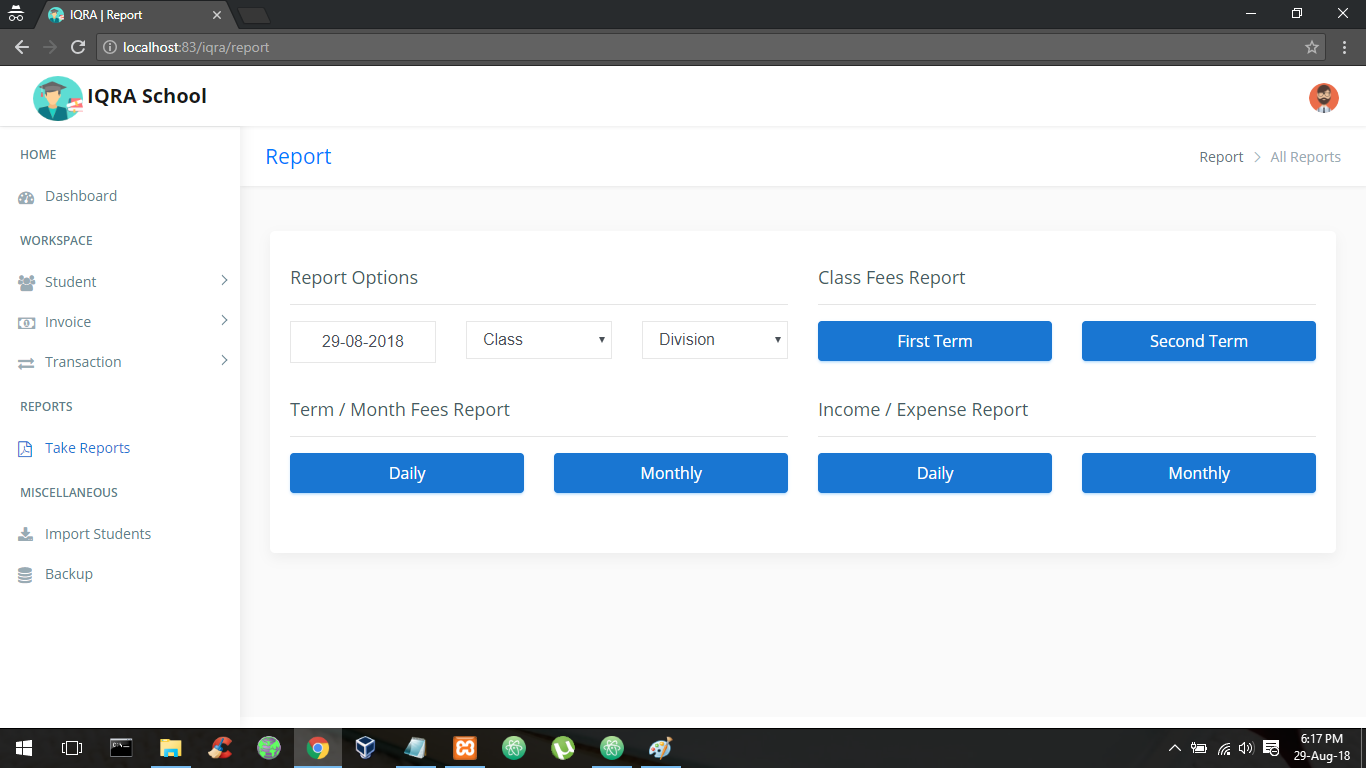 IQRA | Report
localhost:83/iqra/report
IQRA School
HOME
Dashboard
WORKSPACE
Student
Invoice
Transaction
REPORTS
Take Reports
MISCELLANEOUS
Import Students
Backup
Report
Report > All Reports
Report Options
29-08-2018 Class Division
Class Fees Report
First Term Second Term
Term / Month Fees Report
Daily Monthly
Income / Expense Report
Daily Monthly
6:17 PM
29-Aug-18